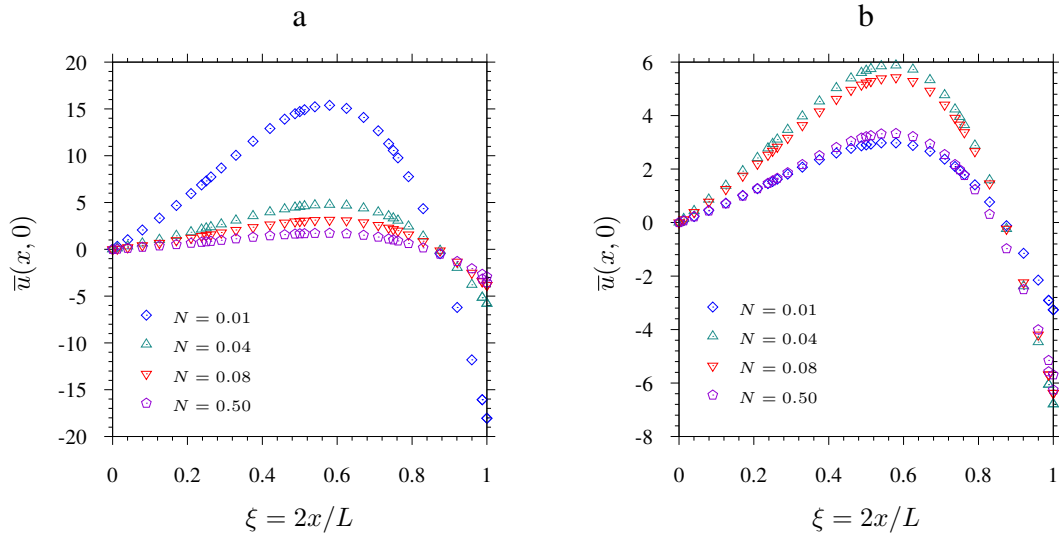 a
20
15
10
5
0
-5
-10
-15
-20
u̅(x, 0)
N = 0.01
N = 0.04
N = 0.08
N = 0.50
0 0.2 0.4 0.6 0.8 1
ξ = 2x/L
b
6
4
2
0
-2
-4
-6
-8
u̅(x, 0)
N = 0.01
N = 0.04
N = 0.08
N = 0.50
0 0.2 0.4 0.6 0.8 1
ξ = 2x/L